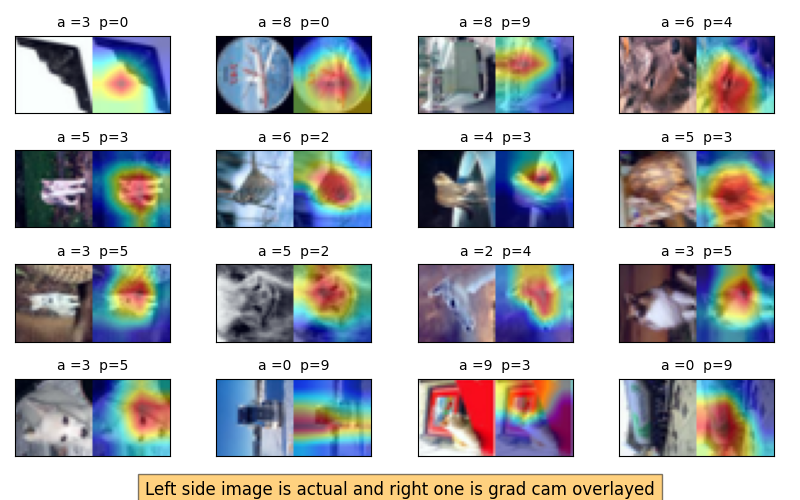 a =3 p=0
a =8 p=0
a =8 p=9
a =6 p=4
a =5 p=3
a =6 p=2
a =4 p=3
a =5 p=3
a =3 p=5
a =5 p=2
a =2 p=4
a =3 p=5
a =3 p=5
a =0 p=9
a =9 p=3
a =0 p=9
Left side image is actual and right one is grad cam overlayed